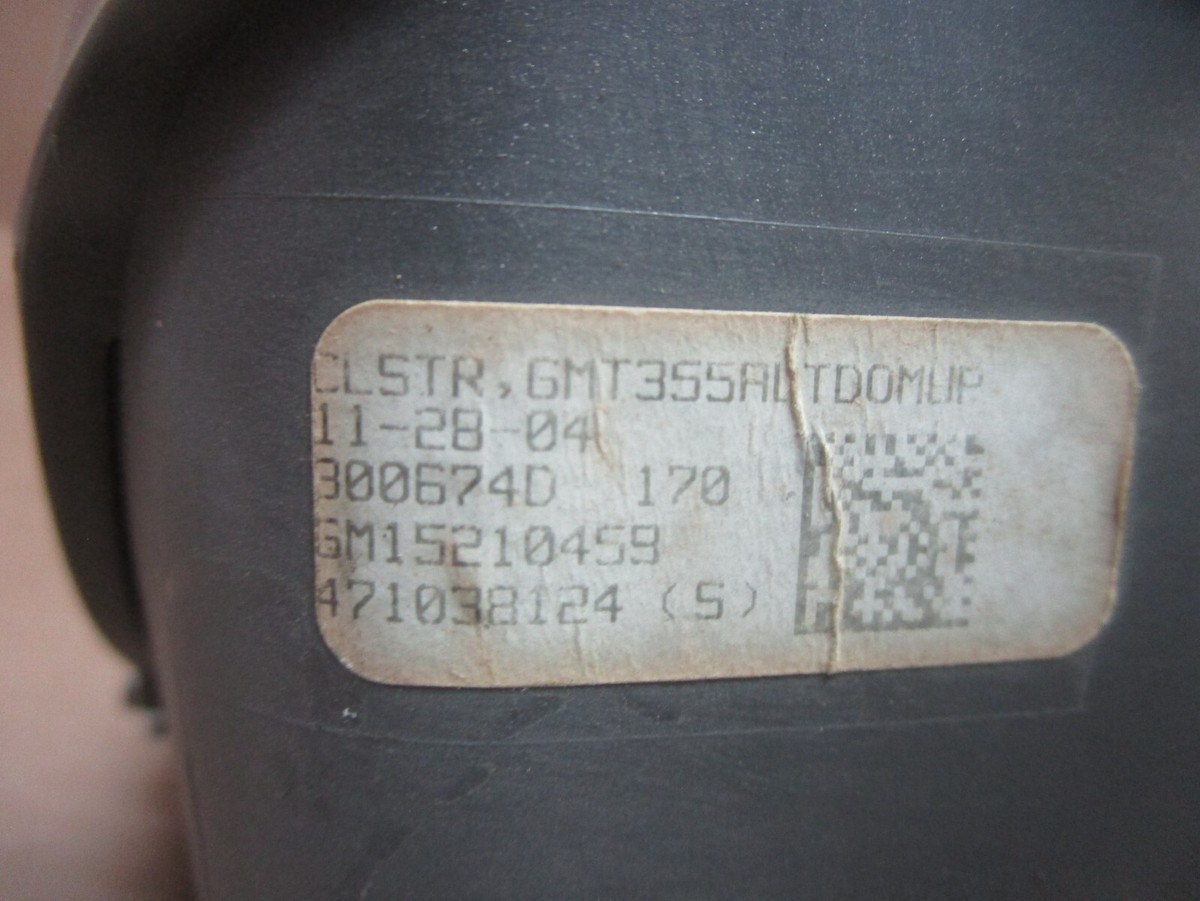 CLSTR,GMT355AUTDOMUP
11-28-04
300674D 170
GM15210459
471038124 (S)